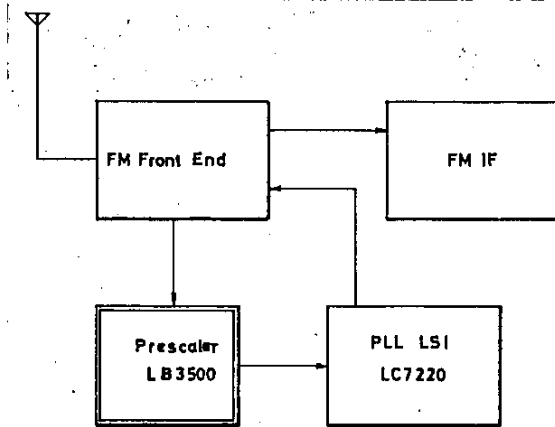 FM Front End
FM IF
Prescaler
LB3500
PLL LSI
LC7220